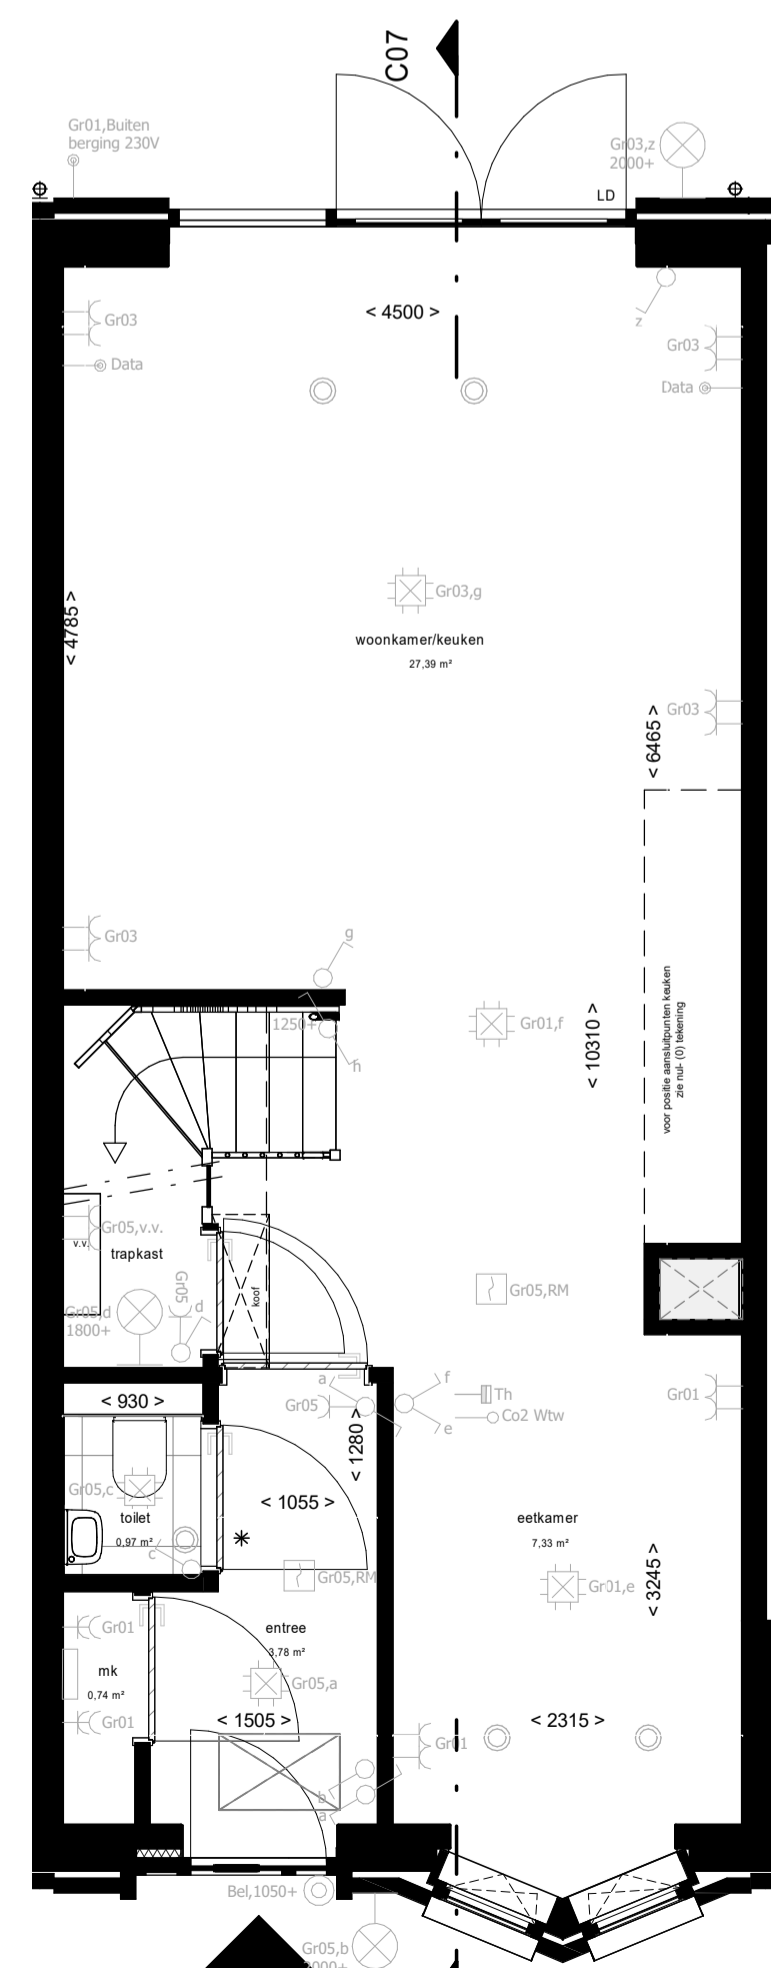 C07
Gr01,Buiten
berging 230V
Gr03,z
2000+
LD
< 4500 >
z
Gr03
Gr03
Data
Data
Gr03,g
woonkamer/keuken
27,39 m²
< 4785 >
Gr03
< 6465 >
Gr03
g
1250+
h
Gr01,f
< 10310 >
voor positie aansluitpunten keuken
zie nul- (0) tekening
Gr05,v.v.
v.v.
trapkast
koof
Gr05
Gr05,d
1800+
d
Gr05,RM
a
f
Gr05
e
Th
Co2 Wtw
Gr01
< 930 >
< 1280 >
Gr05,c
toilet
0,97 m²
c
< 1055 >
eetkamer
7,33 m²
Gr05,RM
Gr01,e
< 3245 >
Gr01
entree
3,78 m²
mk
0,74 m²
Gr05,a
Gr01
< 1505 >
< 2315 >
Gr01
b
a
Bel,1050+
Gr05,b